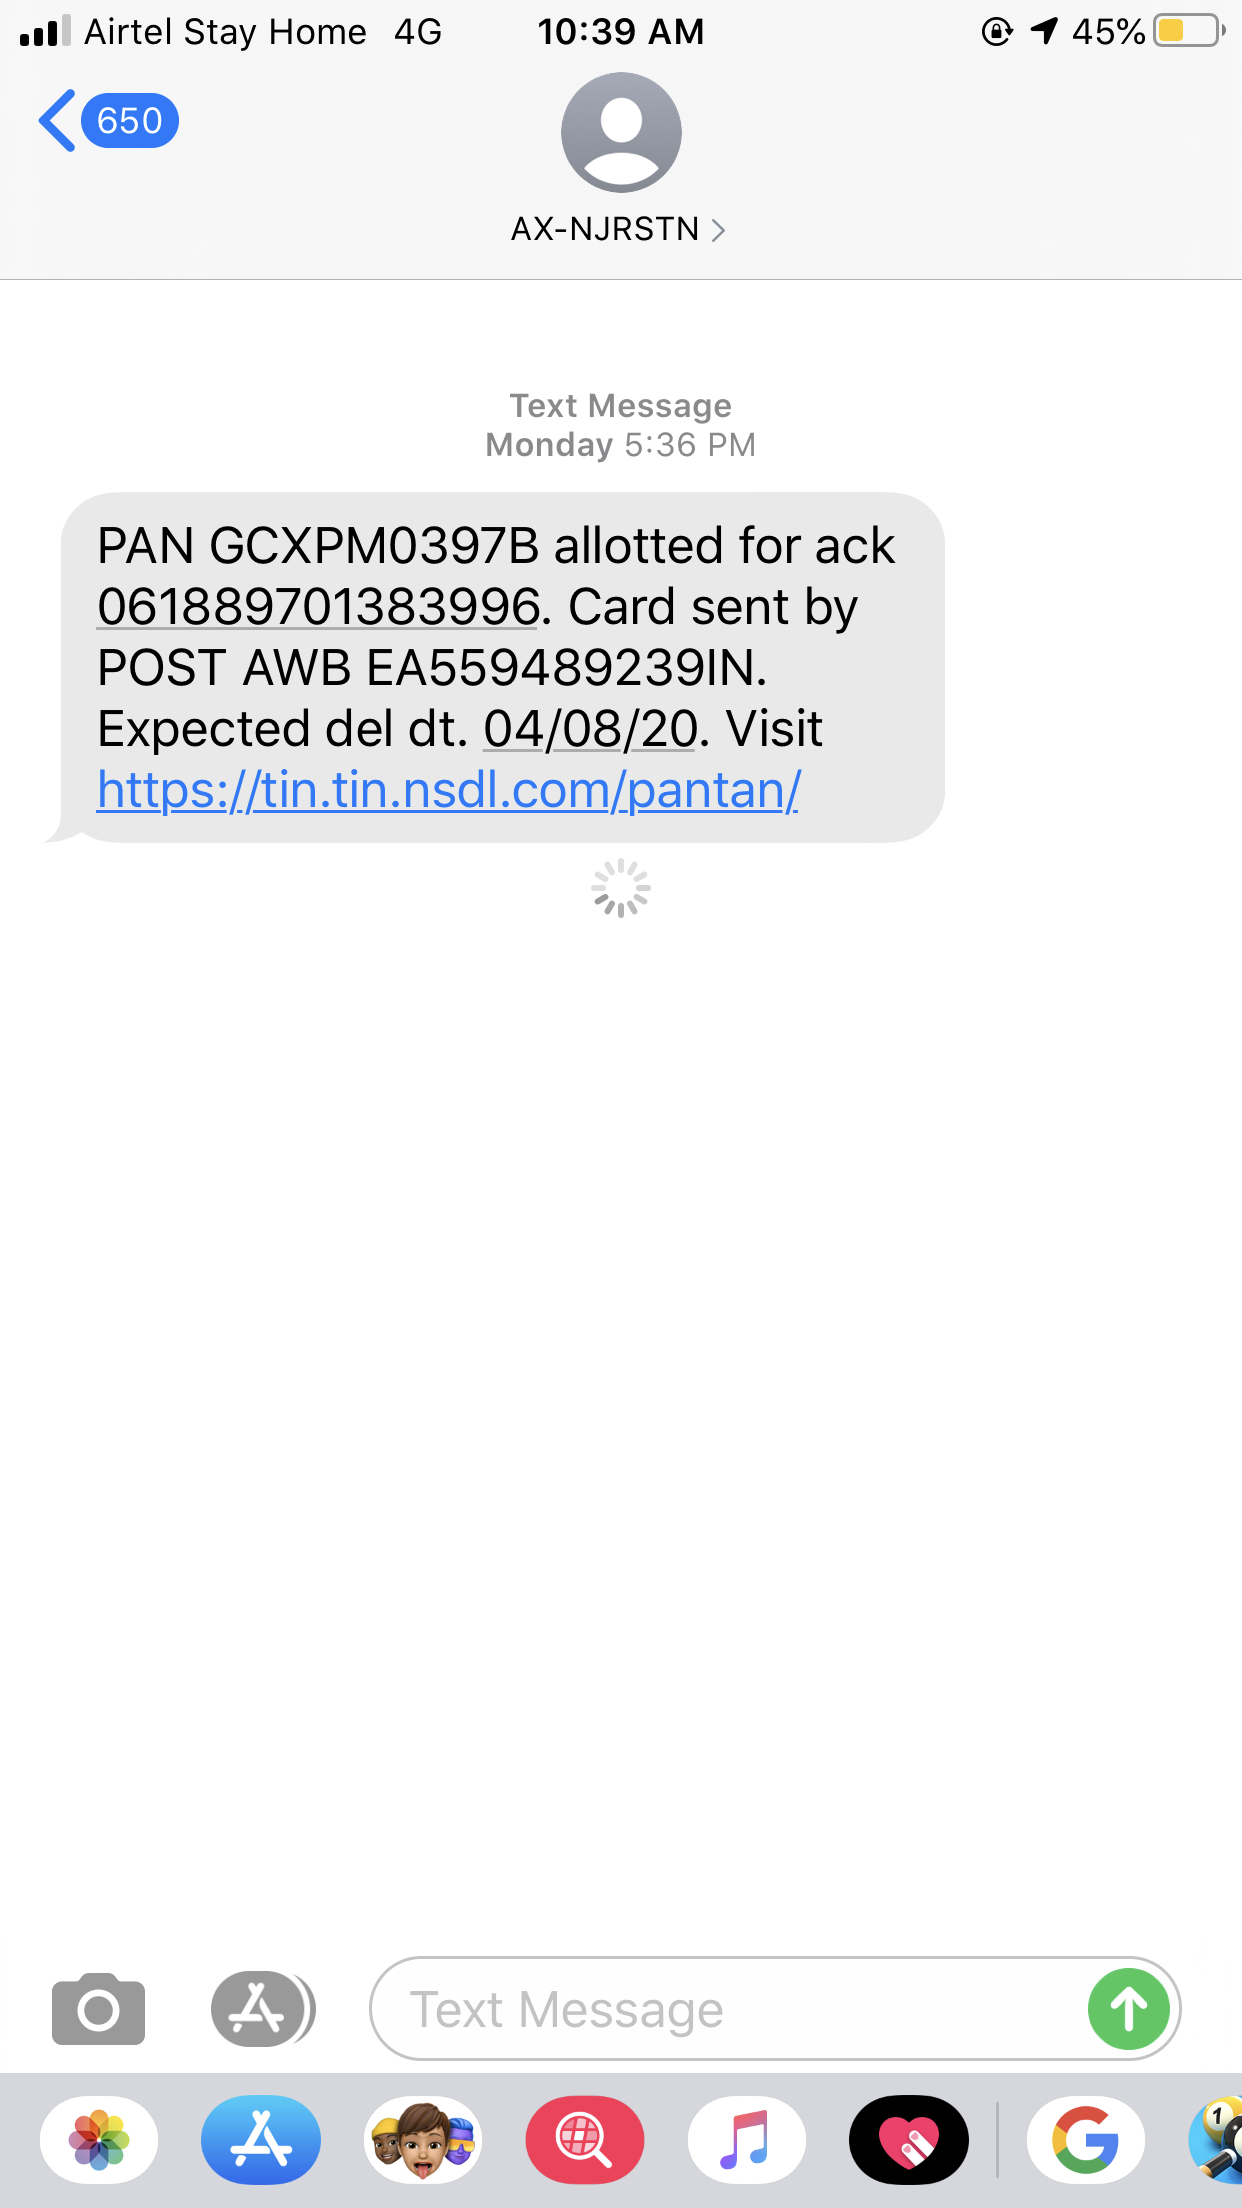 Airtel Stay Home 4G 10:39 AM 45%
650
AX-NJRSTN
Text Message
Monday 5:36 PM
PAN GCXPM0397B allotted for ack
061889701383996. Card sent by
POST AWB EA559489239IN.
Expected del dt. 04/08/20. Visit
https://tin.tin.nsdl.com/pantan/
Text Message
1